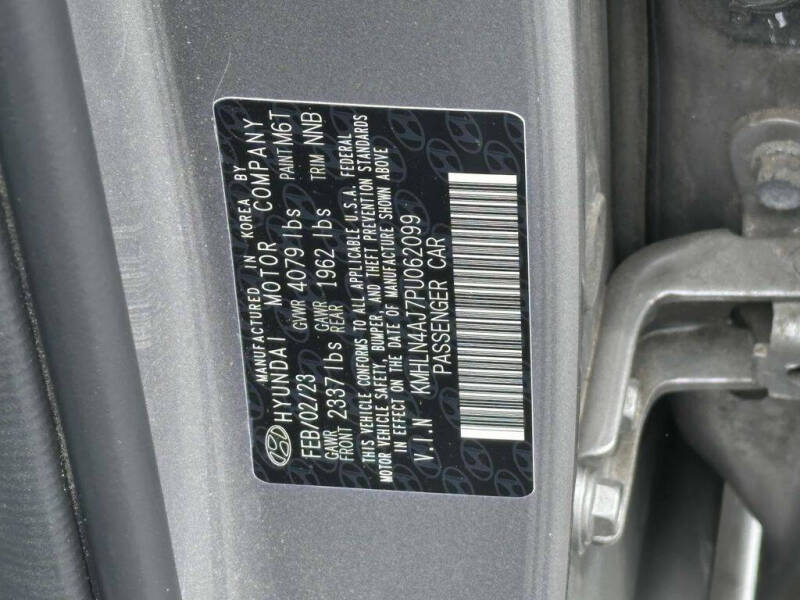 MANUFACTURED IN KOREA BY
HYUNDAI MOTOR COMPANY
FEB/02/23 GVWR 4079 lbs PAINT M6T
GAWR FRONT 2337 lbs GAWR REAR 1962 lbs TRIM NNB
THIS VEHICLE CONFORMS TO ALL APPLICABLE U.S.A. FEDERAL
MOTOR VEHICLE SAFETY, BUMPER, AND THEFT PREVENTION STANDARDS
IN EFFECT ON THE DATE OF MANUFACTURE SHOWN ABOVE
V.I.N : KMHLN4AJ7PU062099
PASSENGER CAR